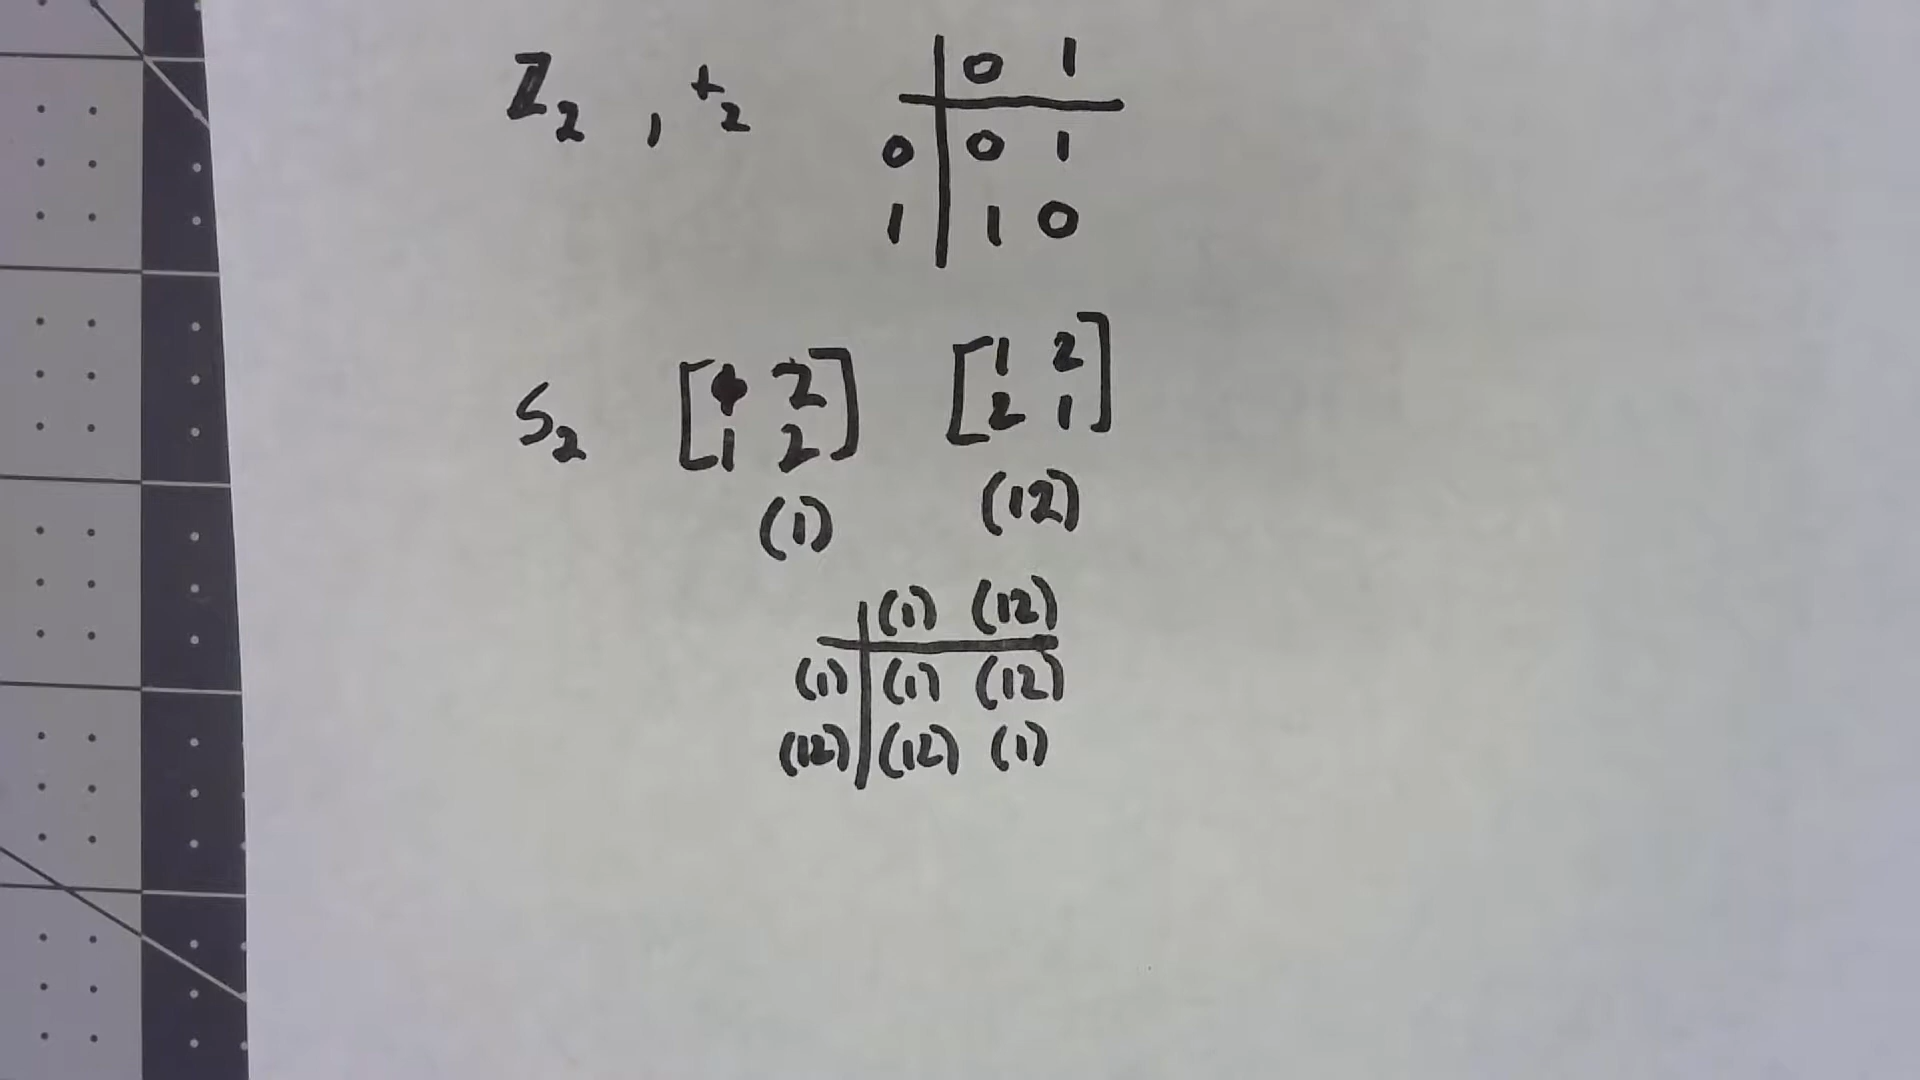 ℤ₂ , +₂
0 1
0 0 1
1 1 0
S₂ [ 2] [1 2]
[1 2] [2 1]
(1) (12)
(1) (12)
(1) (1) (12)
(12) (12) (1)